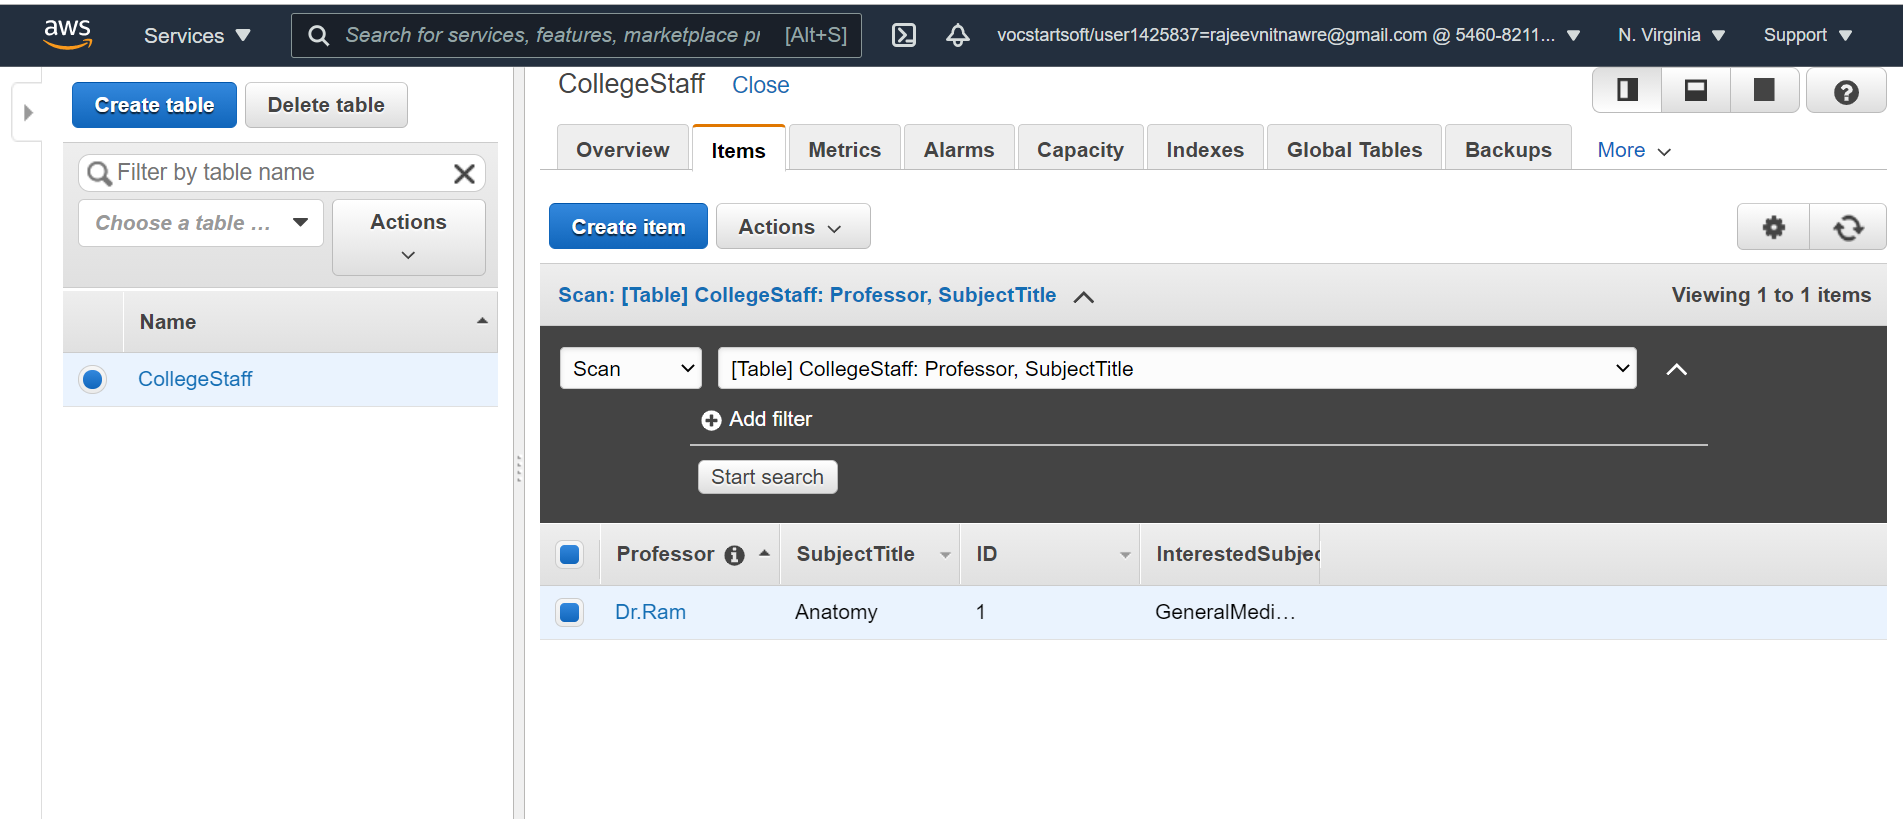 aws Services Search for services, features, marketplace pr [Alt+S] vocstartsoft/user1425837=rajeevnitnawre@gmail.com @ 5460-8211... N. Virginia Support
Create table Delete table
Filter by table name
Choose a table ... Actions
Name
CollegeStaff
CollegeStaff Close
Overview Items Metrics Alarms Capacity Indexes Global Tables Backups More
Create item Actions
Scan: [Table] CollegeStaff: Professor, SubjectTitle Viewing 1 to 1 items
Scan [Table] CollegeStaff: Professor, SubjectTitle
Add filter
Start search
Professor SubjectTitle ID InterestedSubjec
Dr.Ram Anatomy 1 GeneralMedi...